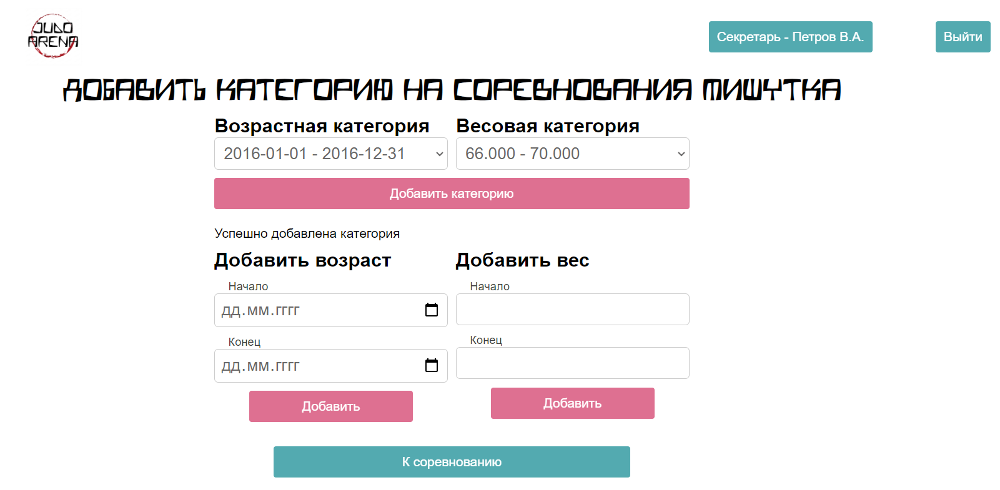 JUDO
ARENA
Секретарь - Петров В.А.
Выйти
ДОБАВИТЬ КАТЕГОРИЮ НА СОРЕВНОВАНИЯ МИШУТКА
Возрастная категория
Весовая категория
2016-01-01 - 2016-12-31
66.000 - 70.000
Добавить категорию
Успешно добавлена категория
Добавить возраст
Добавить вес
Начало
Начало
дд.мм.гггг
Конец
Конец
дд.мм.гггг
Добавить
Добавить
К соревнованию